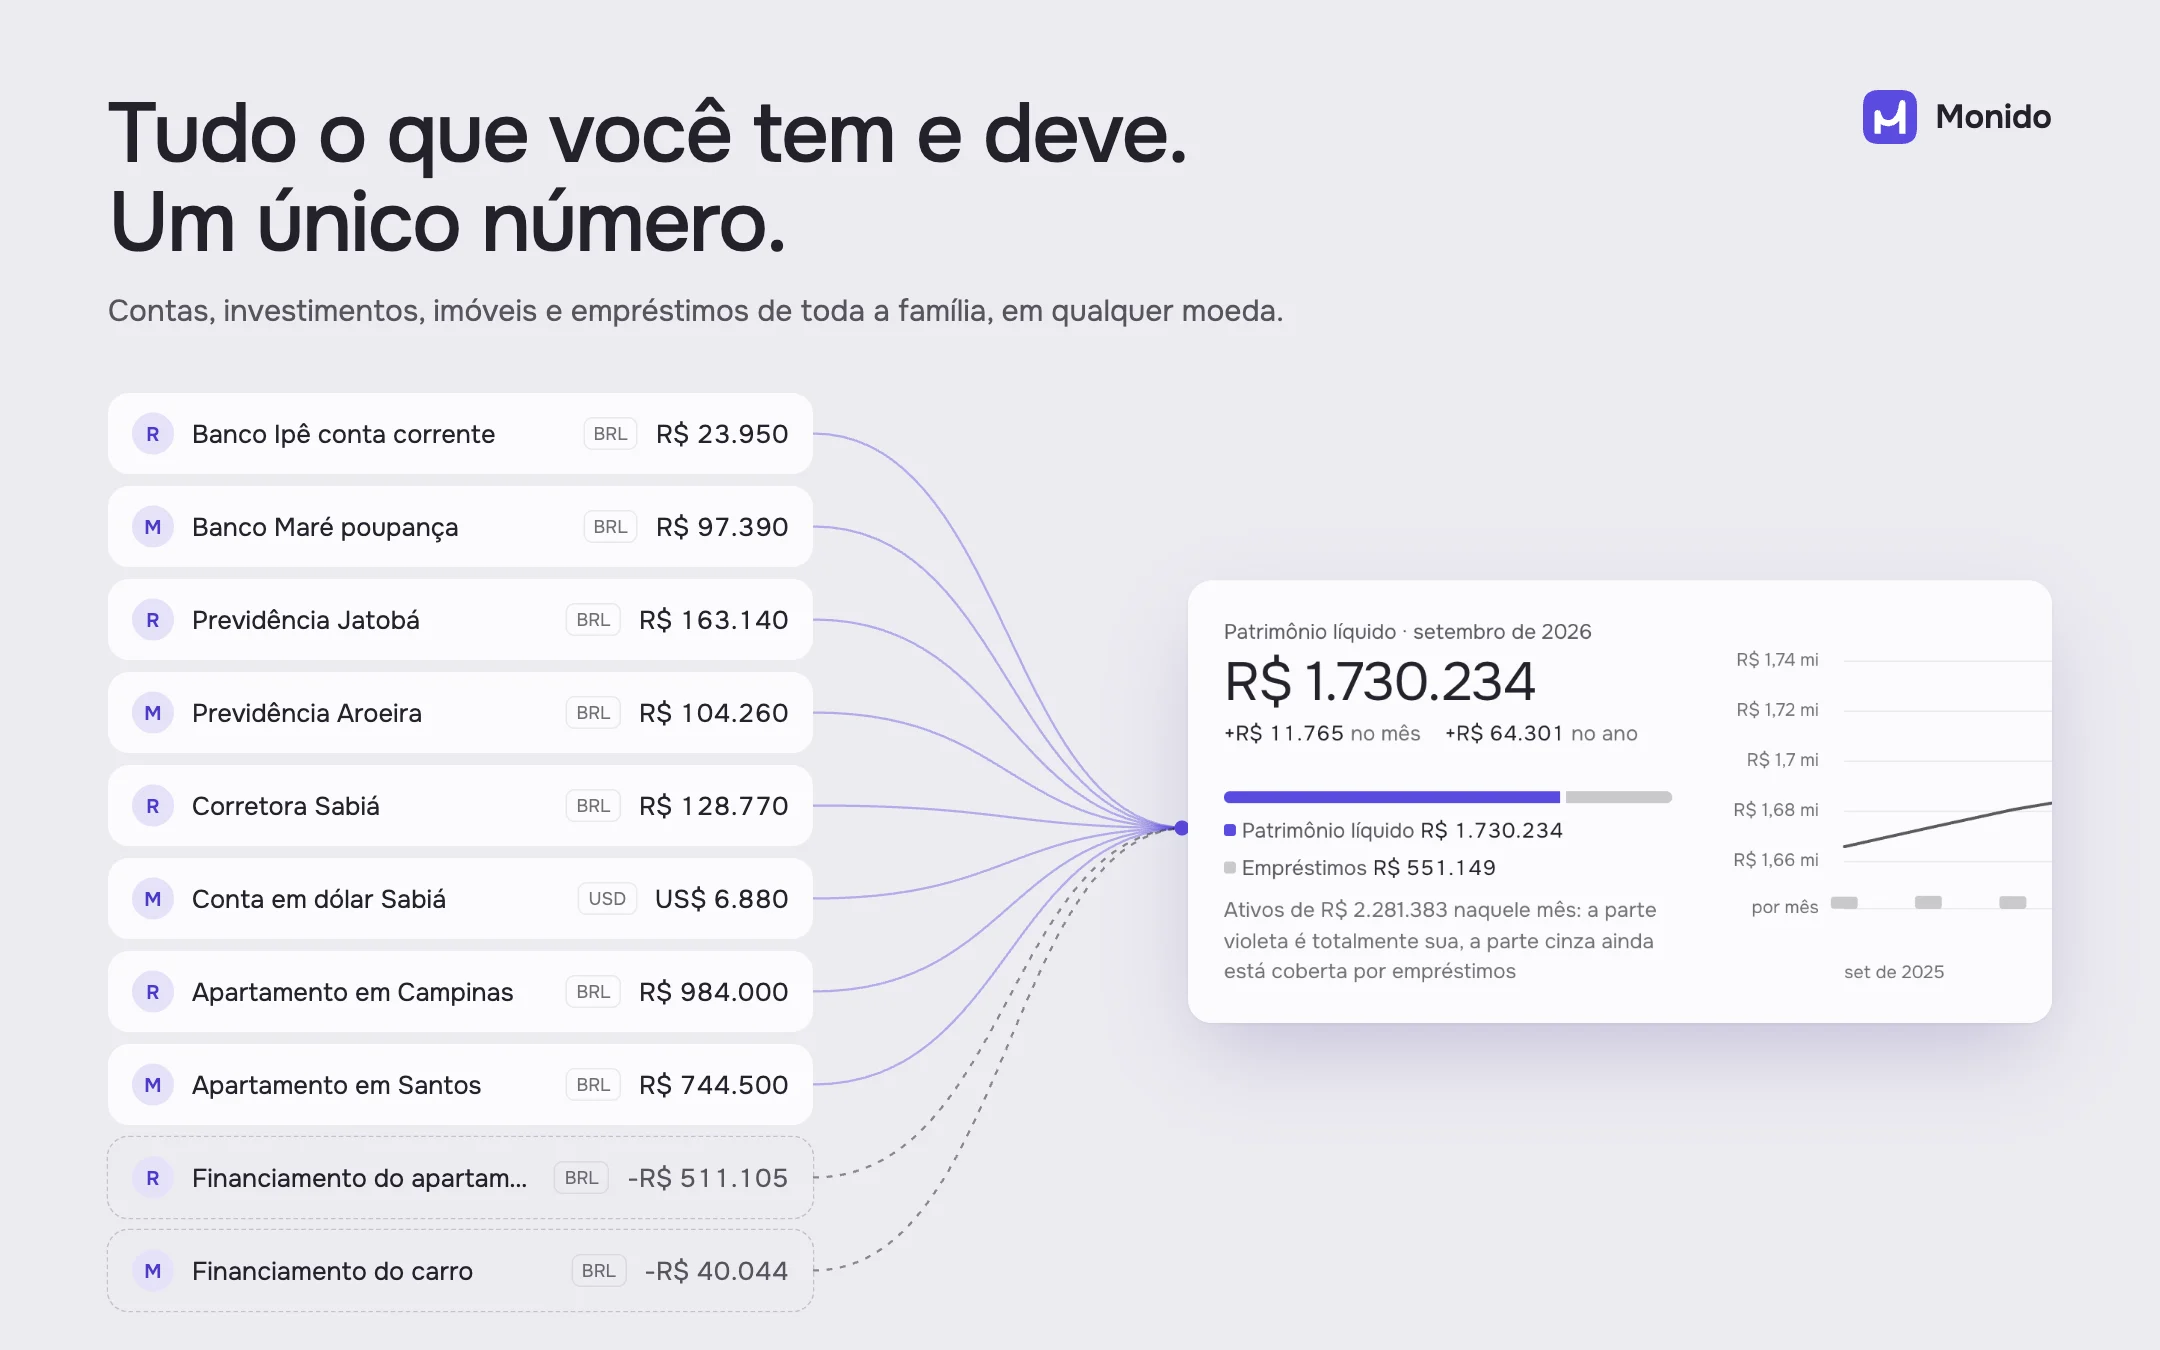 Tudo o que você tem e deve.
Um único número.
Monido
Contas, investimentos, imóveis e empréstimos de toda a família, em qualquer moeda.
R Banco Ipê conta corrente BRL R$ 23.950
M Banco Maré poupança BRL R$ 97.390
R Previdência Jatobá BRL R$ 163.140
M Previdência Aroeira BRL R$ 104.260
R Corretora Sabiá BRL R$ 128.770
M Conta em dólar Sabiá USD US$ 6.880
R Apartamento em Campinas BRL R$ 984.000
M Apartamento em Santos BRL R$ 744.500
R Financiamento do apartam... BRL -R$ 511.105
M Financiamento do carro BRL -R$ 40.044
Patrimônio líquido · setembro de 2026
R$ 1.730.234
+R$ 11.765 no mês +R$ 64.301 no ano
Patrimônio líquido R$ 1.730.234
Empréstimos R$ 551.149
Ativos de R$ 2.281.383 naquele mês: a parte
violeta é totalmente sua, a parte cinza ainda
está coberta por empréstimos
R$ 1,74 mi
R$ 1,72 mi
R$ 1,7 mi
R$ 1,68 mi
R$ 1,66 mi
por mês
set de 2025